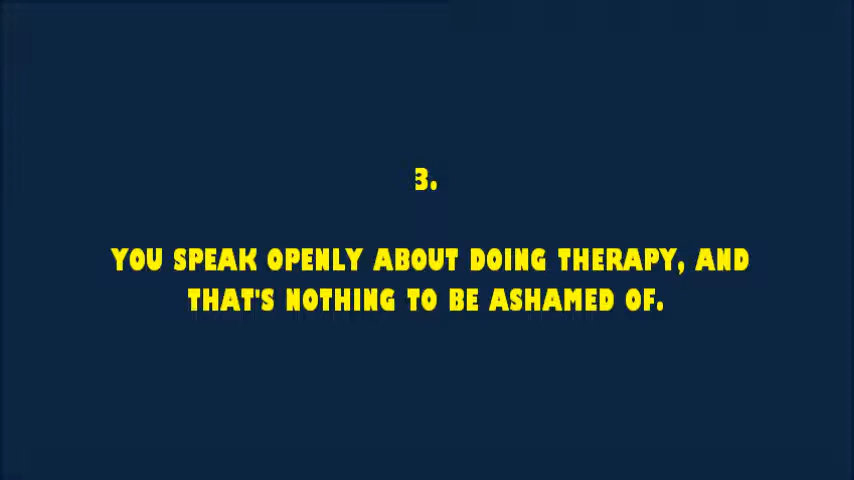 3.
YOU SPEAK OPENLY ABOUT DOING THERAPY, AND
THAT'S NOTHING TO BE ASHAMED OF.